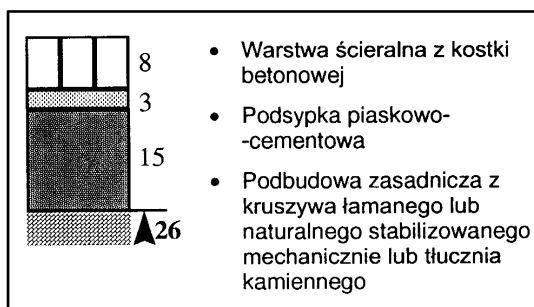 8
3
15
26
• Warstwa ścieralna z kostki
betonowej
• Podsypka piaskowo-
-cementowa
• Podbudowa zasadnicza z
kruszywa łamanego lub
naturalnego stabilizowanego
mechanicznie lub tłucznia
kamiennego